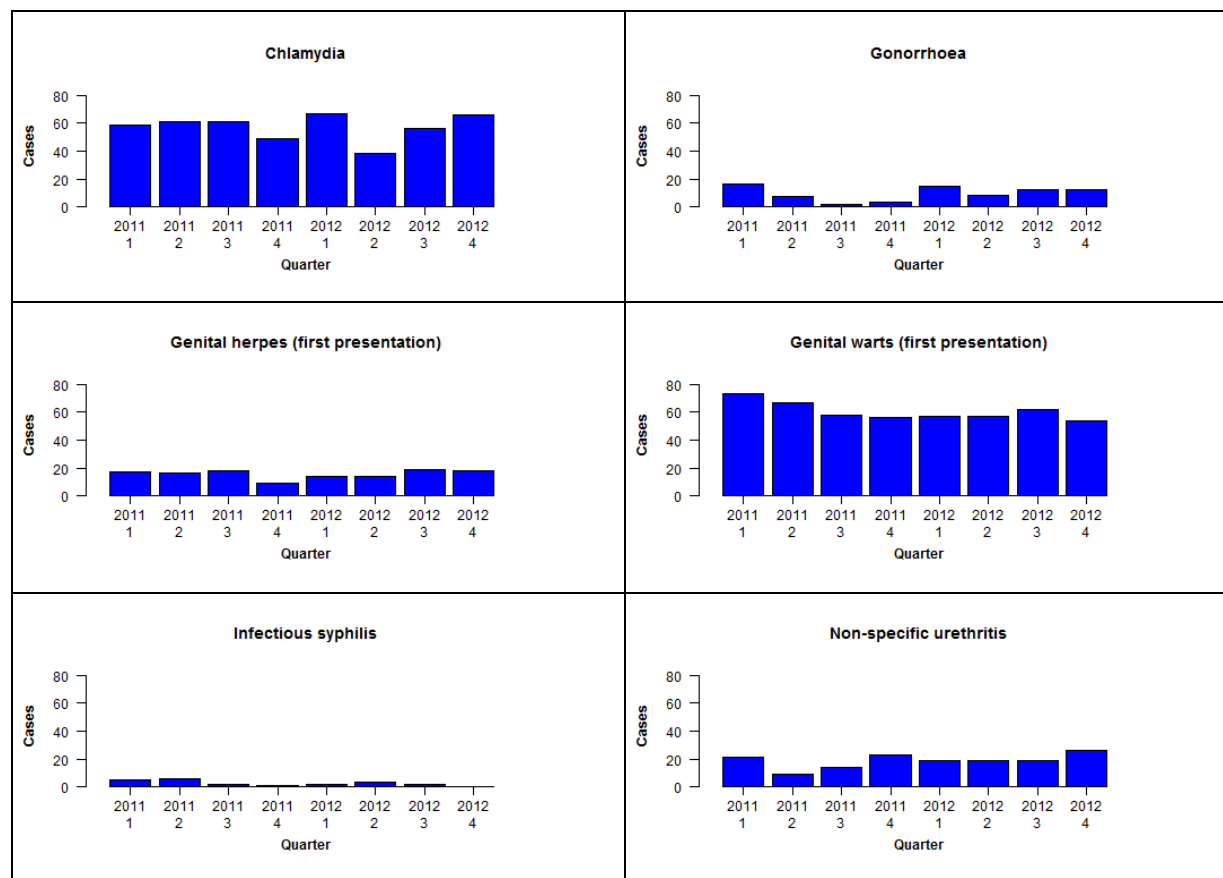 Chlamydia
80
60
40
20
0
Cases
2011 2011 2011 2011 2012 2012 2012 2012
1 2 3 4 1 2 3 4
Quarter
Gonorrhoea
80
60
40
20
0
Cases
2011 2011 2011 2011 2012 2012 2012 2012
1 2 3 4 1 2 3 4
Quarter
Genital herpes (first presentation)
80
60
40
20
0
Cases
2011 2011 2011 2011 2012 2012 2012 2012
1 2 3 4 1 2 3 4
Quarter
Genital warts (first presentation)
80
60
40
20
0
Cases
2011 2011 2011 2011 2012 2012 2012 2012
1 2 3 4 1 2 3 4
Quarter
Infectious syphilis
80
60
40
20
0
Cases
2011 2011 2011 2011 2012 2012 2012 2012
1 2 3 4 1 2 3 4
Quarter
Non-specific urethritis
80
60
40
20
0
Cases
2011 2011 2011 2011 2012 2012 2012 2012
1 2 3 4 1 2 3 4
Quarter